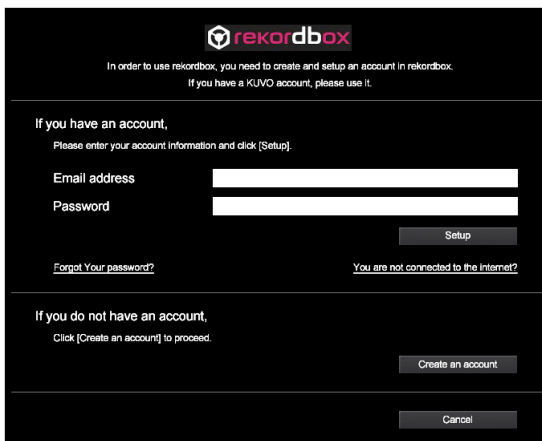 rekordbox
In order to use rekordbox, you need to create and setup an account in rekordbox.
If you have a KUVO account, please use it.
If you have an account,
Please enter your account information and click [Setup].
Email address
Password
Setup
Forgot Your password?
You are not connected to the internet?
If you do not have an account,
Click [Create an account] to proceed.
Create an account
Cancel